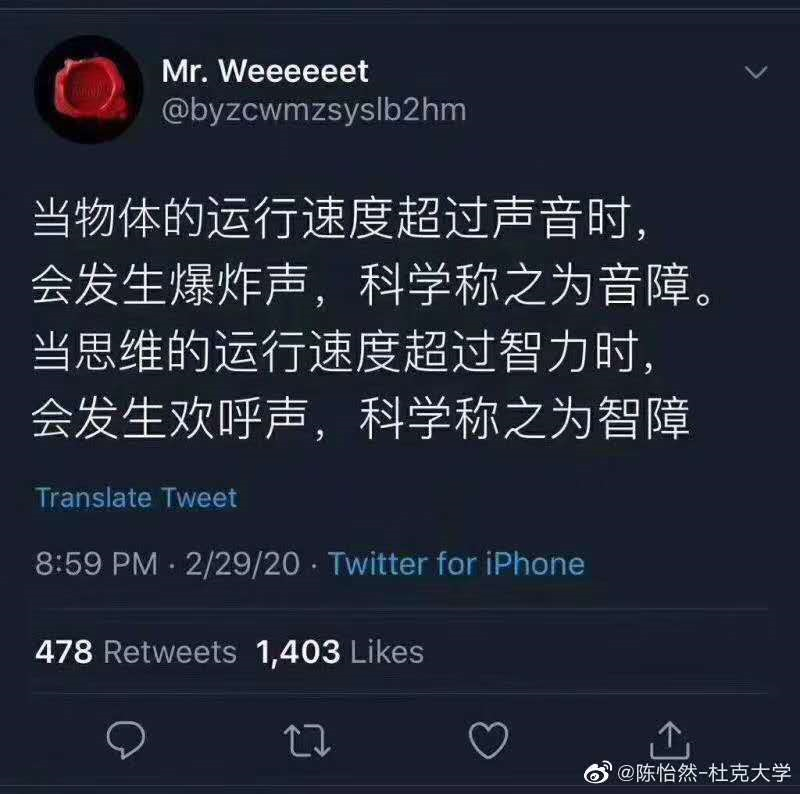 Mr. Weeeeeet
@byzcwmzsyslb2hm
当物体的运行速度超过声音时，
会发生爆炸声，科学称之为音障。
当思维的运行速度超过智力时，
会发生欢呼声，科学称之为智障
Translate Tweet
8:59 PM · 2/29/20 · Twitter for iPhone
478 Retweets 1,403 Likes
@陈怡然-杜克大学